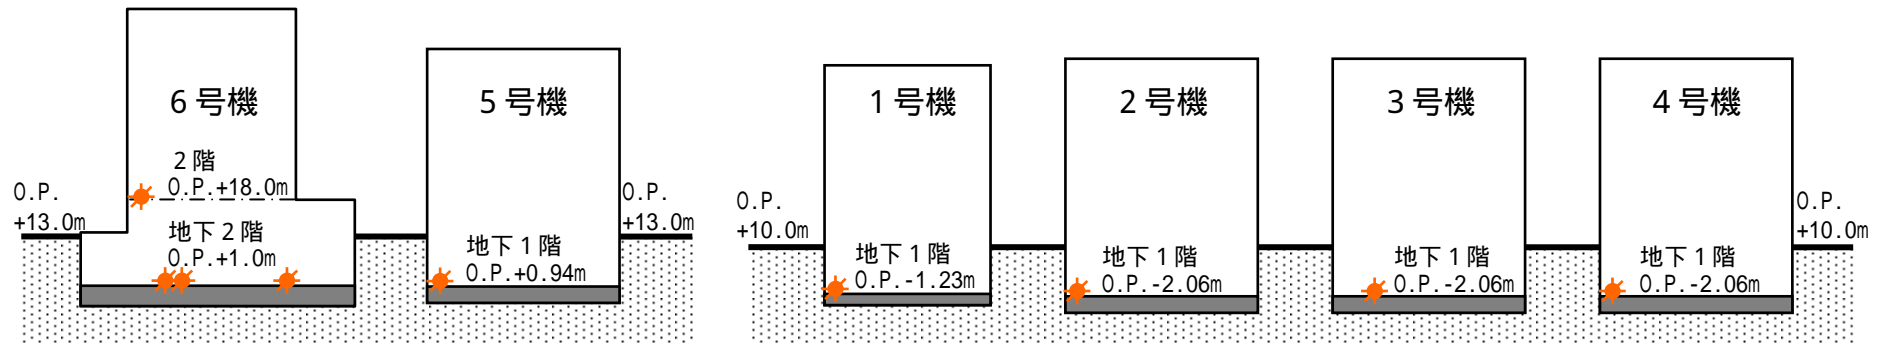 6号機
2階
O.P.+18.0m
O.P.
+13.0m
地下2階
O.P.+1.0m
5号機
地下1階
O.P.+0.94m
O.P.
+13.0m
O.P.
+10.0m
1号機
地下1階
O.P.-1.23m
2号機
地下1階
O.P.-2.06m
3号機
地下1階
O.P.-2.06m
4号機
地下1階
O.P.-2.06m
O.P.
+10.0m